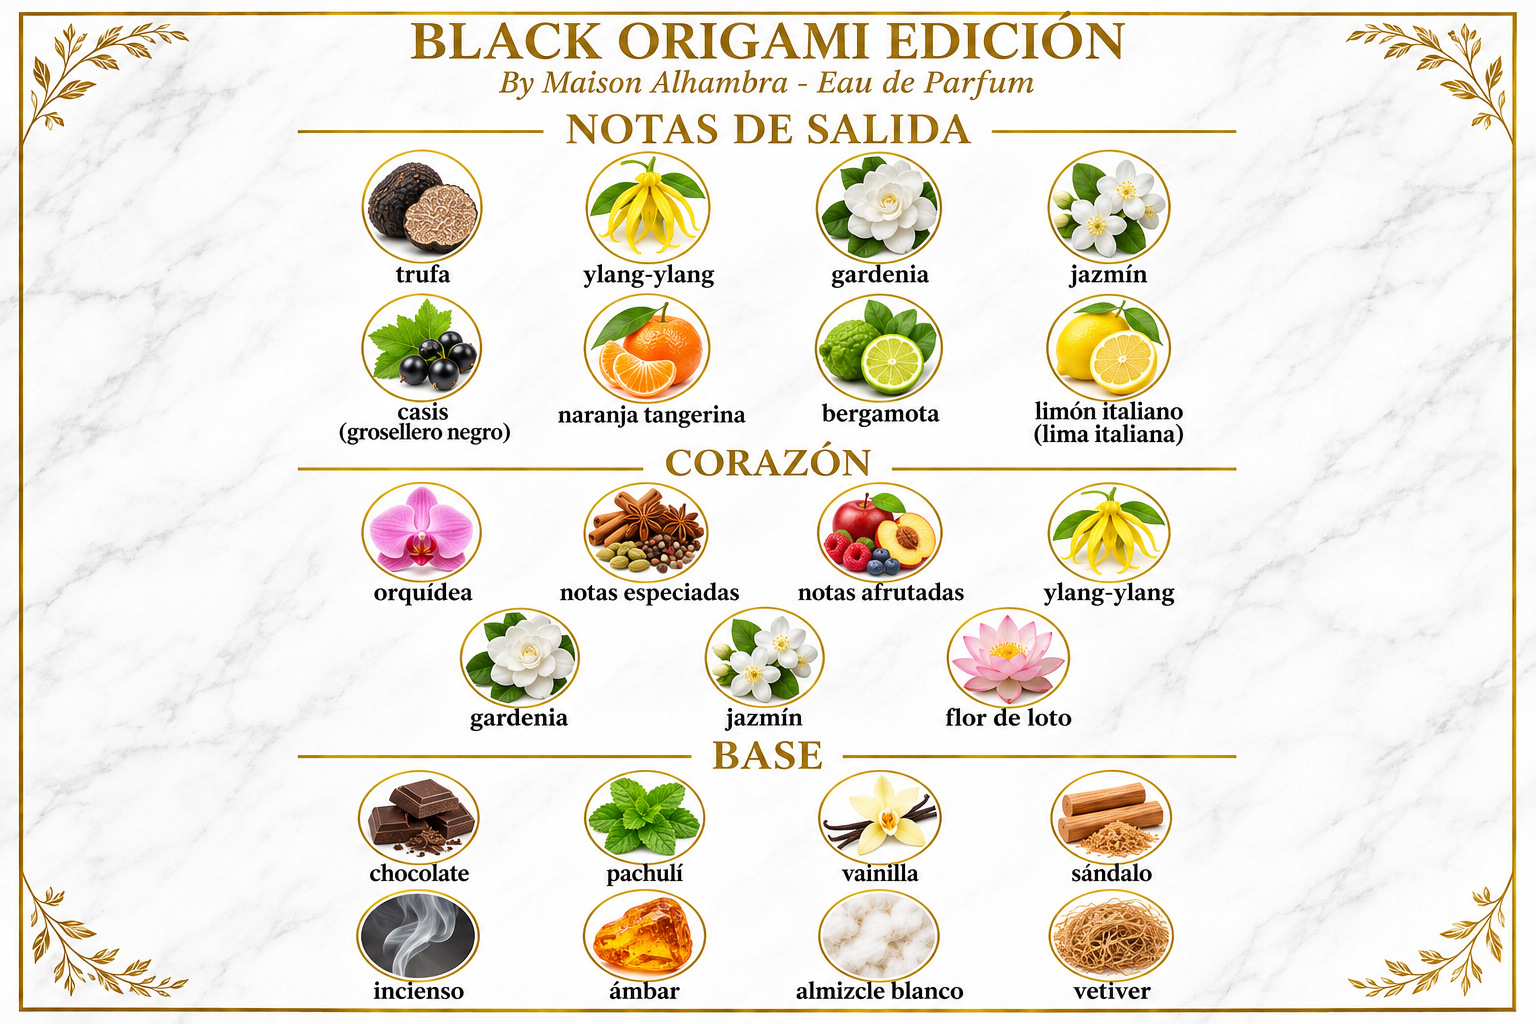 BLACK ORIGAMI EDICIÓN
By Maison Alhambra - Eau de Parfum
NOTAS DE SALIDA
trufa
ylang-ylang
gardenia
jazmín
casis
(grosellero negro)
naranja tangerina
bergamota
limón italiano
(lima italiana)
CORAZÓN
orquídea
notas especiadas
notas afrutadas
ylang-ylang
gardenia
jazmín
flor de loto
BASE
chocolate
pachulí
vainilla
sándalo
incienso
ámbar
almizcle blanco
vetiver